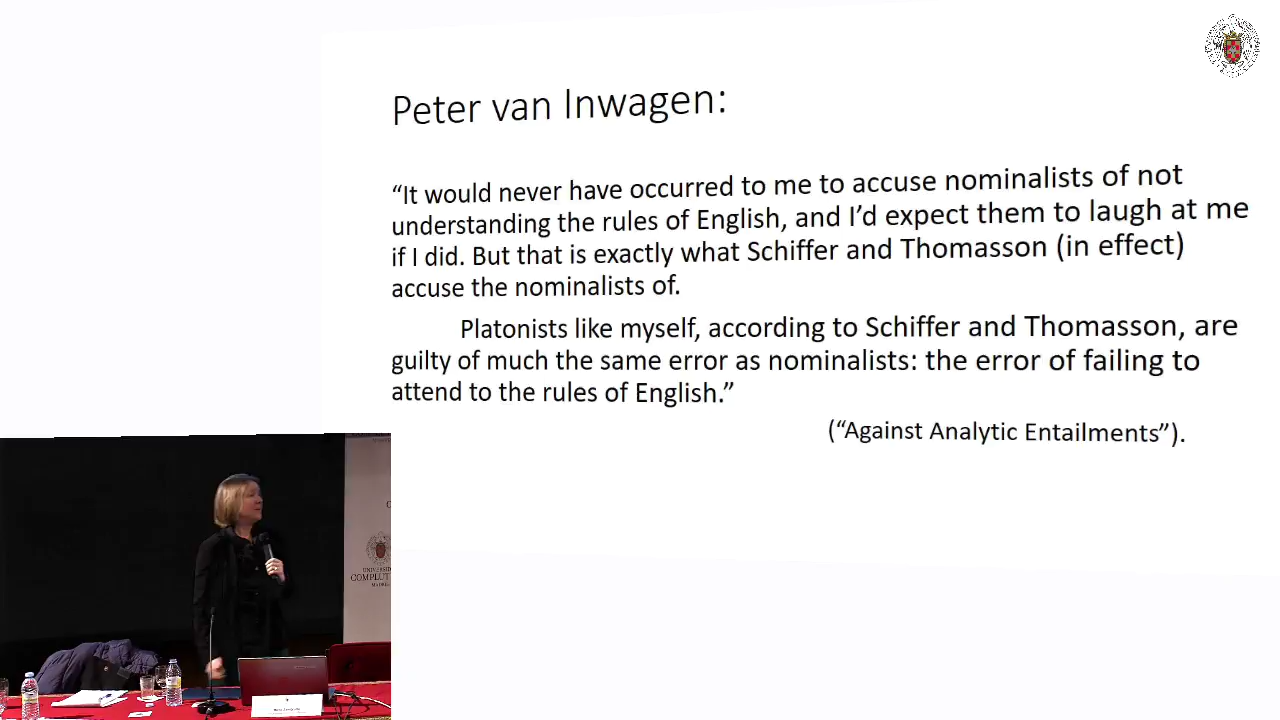 Peter van Inwagen:
“It would never have occurred to me to accuse nominalists of not
understanding the rules of English, and I’d expect them to laugh at me
if I did. But that is exactly what Schiffer and Thomasson (in effect)
accuse the nominalists of.
Platonists like myself, according to Schiffer and Thomasson, are
guilty of much the same error as nominalists: the error of failing to
attend to the rules of English.”
(“Against Analytic Entailments”).